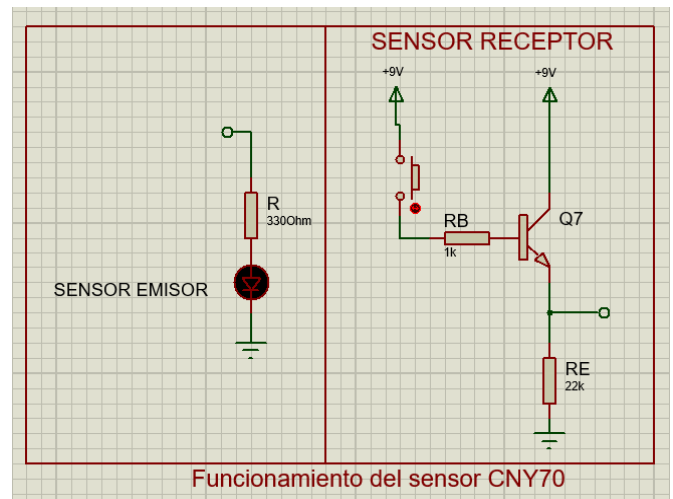 SENSOR RECEPTOR
+9V
+9V
R
330Ohm
RB
1k
Q7
SENSOR EMISOR
RE
22k
Funcionamiento del sensor CNY70